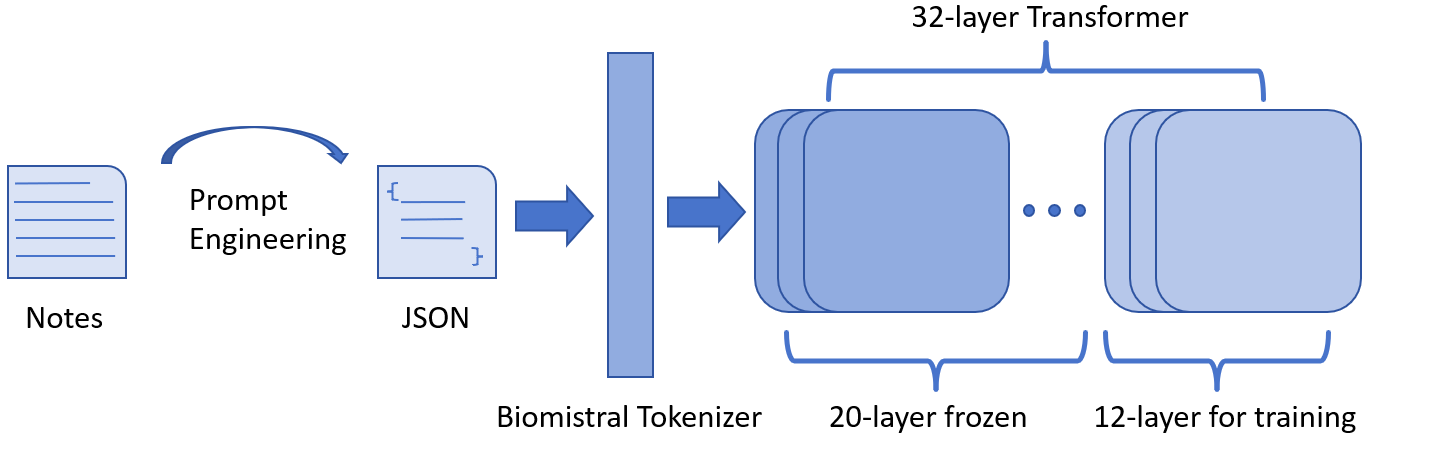 32-layer Transformer
Prompt
Engineering
{
}
Notes
JSON
Biomistral Tokenizer
20-layer frozen
12-layer for training